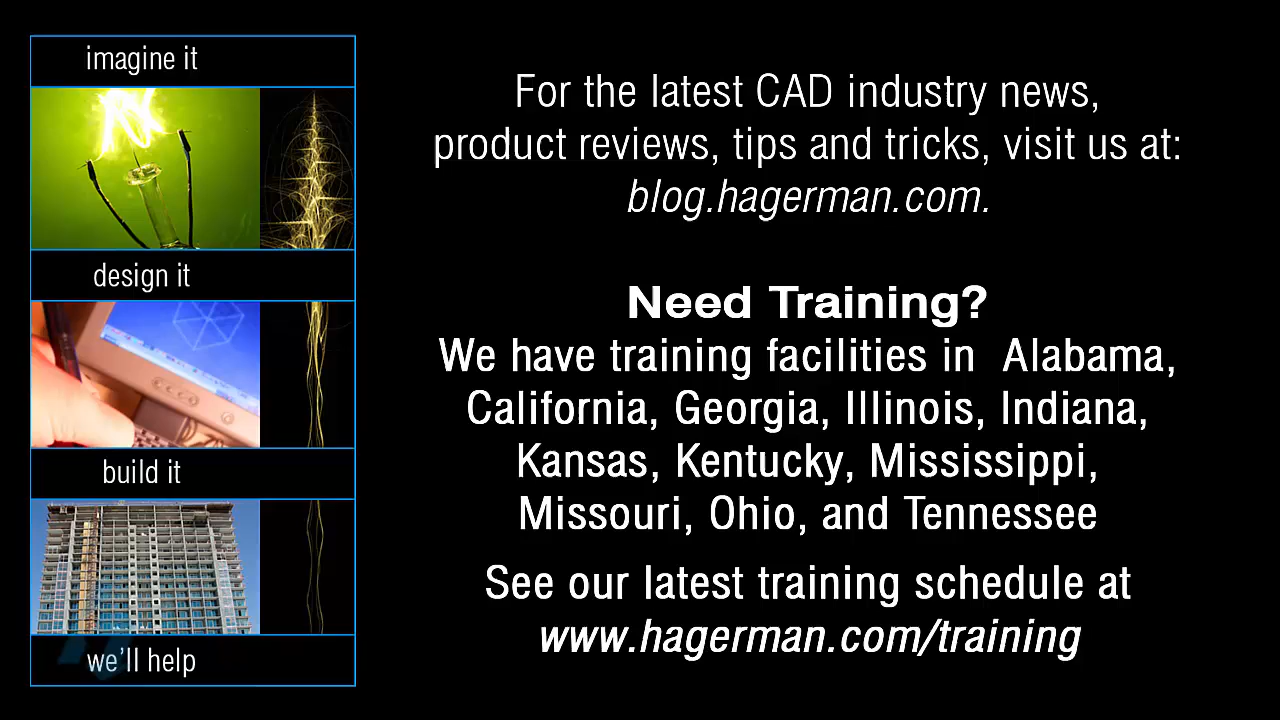 imagine it
design it
build it
we'll help
For the latest CAD industry news,
product reviews, tips and tricks, visit us at:
blog.hagerman.com.
Need Training?
We have training facilities in Alabama,
California, Georgia, Illinois, Indiana,
Kansas, Kentucky, Mississippi,
Missouri, Ohio, and Tennessee
See our latest training schedule at
www.hagerman.com/training